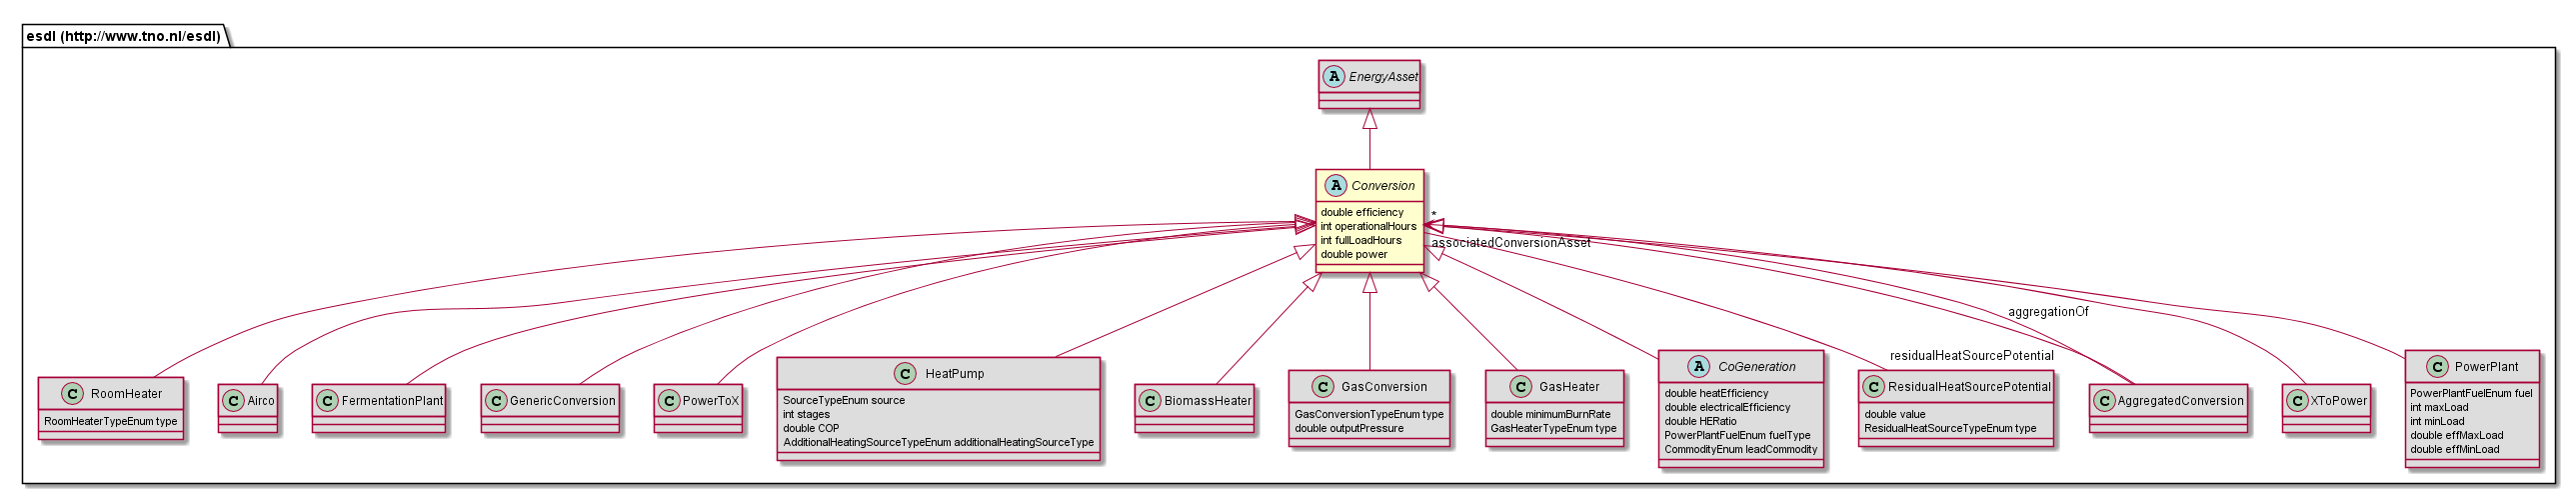 esdl (http://www.tno.nl/esdl)
A EnergyAsset
A Conversion
double efficiency
int operationalHours
int fullLoadHours
double power
*
associatedConversionAsset
aggregationOf
residualHeatSourcePotential
C RoomHeater
RoomHeaterTypeEnum type
C Airco
C FermentationPlant
C GenericConversion
C PowerToX
C HeatPump
SourceTypeEnum source
int stages
double COP
AdditionalHeatingSourceTypeEnum additionalHeatingSourceType
C BiomassHeater
C GasConversion
GasConversionTypeEnum type
double outputPressure
C GasHeater
double minimumBurnRate
GasHeaterTypeEnum type
A CoGeneration
double heatEfficiency
double electricalEfficiency
double HERatio
PowerPlantFuelEnum fuelType
CommodityEnum leadCommodity
C ResidualHeatSourcePotential
double value
ResidualHeatSourceTypeEnum type
C AggregatedConversion
C XToPower
C PowerPlant
PowerPlantFuelEnum fuel
int maxLoad
int minLoad
double effMaxLoad
double effMinLoad